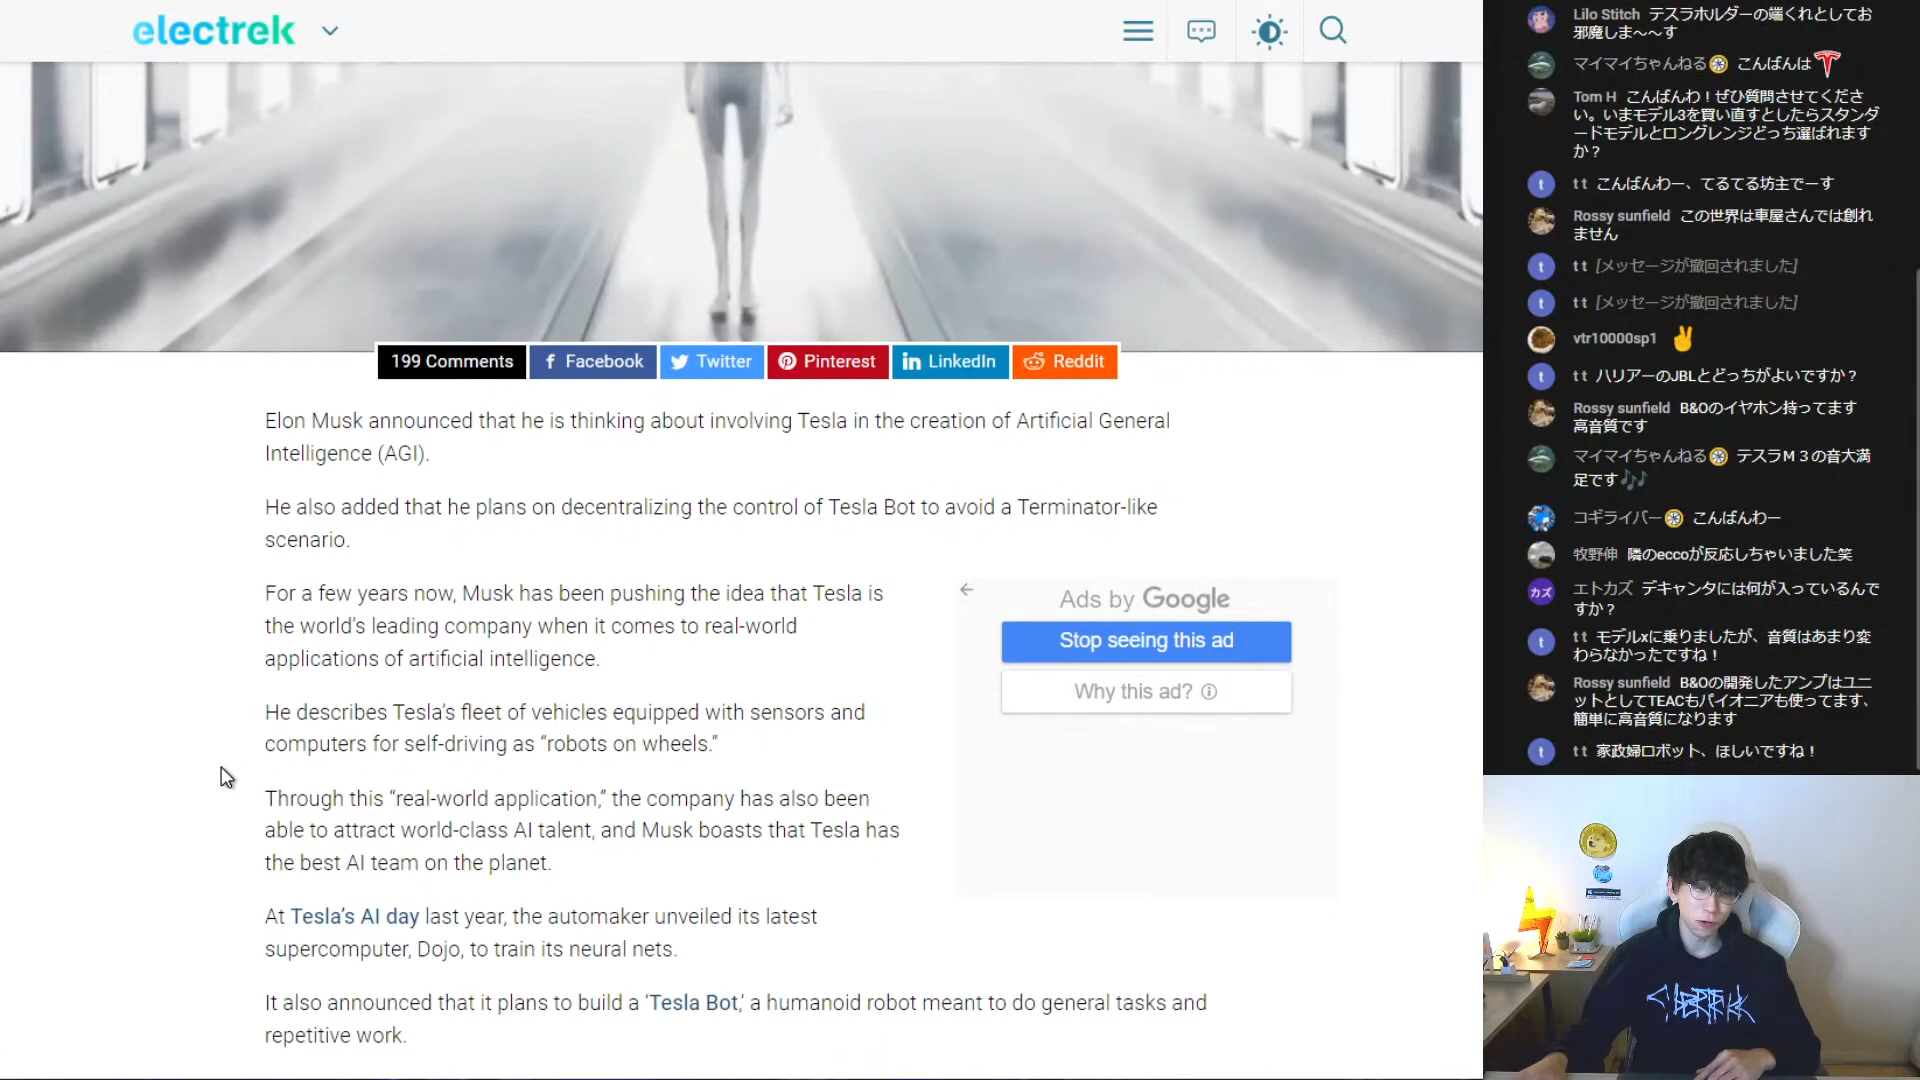 electrek
199 Comments
Facebook
Twitter
Pinterest
LinkedIn
Reddit
Elon Musk announced that he is thinking about involving Tesla in the creation of Artificial General
Intelligence (AGI).
He also added that he plans on decentralizing the control of Tesla Bot to avoid a Terminator-like
scenario.
For a few years now, Musk has been pushing the idea that Tesla is
the world’s leading company when it comes to real-world
applications of artificial intelligence.
He describes Tesla’s fleet of vehicles equipped with sensors and
computers for self-driving as “robots on wheels.”
Through this “real-world application,” the company has also been
able to attract world-class AI talent, and Musk boasts that Tesla has
the best AI team on the planet.
At Tesla’s AI day last year, the automaker unveiled its latest
supercomputer, Dojo, to train its neural nets.
It also announced that it plans to build a ‘Tesla Bot,’ a humanoid robot meant to do general tasks and
repetitive work.
Ads by Google
Stop seeing this ad
Why this ad?
Lilo Stitch テスラホルダーの端くれとしてお
邪魔しま〜〜す
マイマイちゃんねる こんばんは
Tom H こんばんわ！ぜひ質問させてくださ
い。いまモデル3を買い直すとしたらスタンダ
ードモデルとロングレンジどっち選ばれます
か？
t t こんばんわー、てるてる坊主でーす
Rossy sunfield この世界は車屋さんでは創れ
ません
t t [メッセージが撤回されました]
t t [メッセージが撤回されました]
vtr10000sp1
t t ハリアーのJBLとどっちがよいですか？
Rossy sunfield B&Oのイヤホン持ってます
高音質です
マイマイちゃんねる テスラＭ３の音大満
足です
コギライバー こんばんわー
牧野伸 隣のeccoが反応しちゃいました笑
カズ
エトカズ デキャンタには何が入っているんで
すか？
t t モデルxに乗りましたが、音質はあまり変
わらなかったですね！
Rossy sunfield B&Oの開発したアンプはユニ
ットとしてTEACもパイオニアも使ってます、
簡単に高音質になります
t t 家政婦ロボット、ほしいですね！